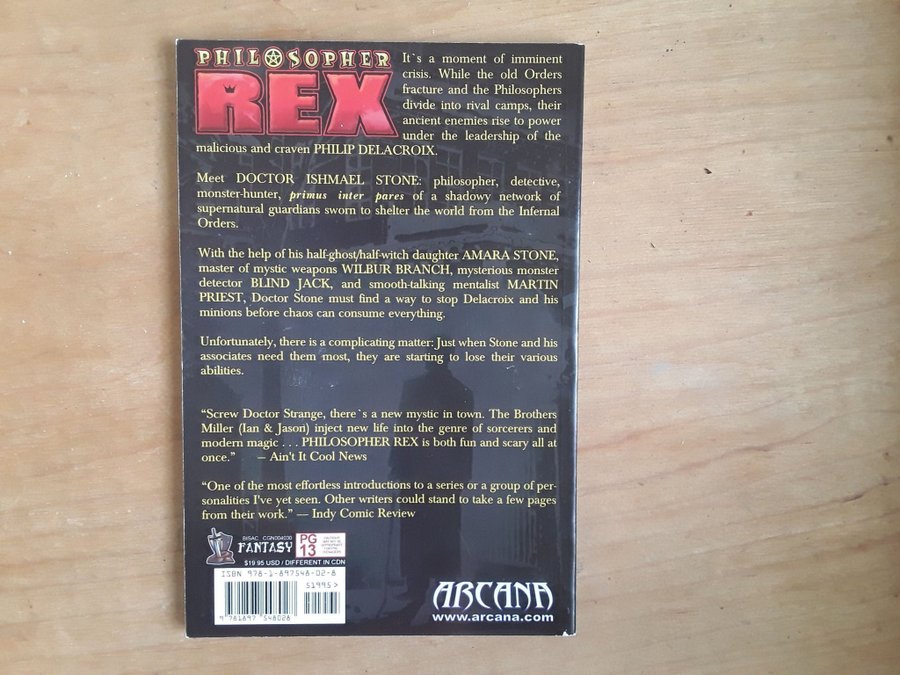 PHILOSOPHER
REX
It`s a moment of imminent
crisis. While the old Orders
fracture and the Philosophers
divide into rival camps, their
ancient enemies rise to power
under the leadership of the
malicious and craven PHILIP DELACROIX.
Meet DOCTOR ISHMAEL STONE: philosopher, detective,
monster-hunter, primus inter pares of a shadowy network of
supernatural guardians sworn to shelter the world from the Infernal
Orders.
With the help of his half-ghost/half-witch daughter AMARA STONE,
master of mystic weapons WILBUR BRANCH, mysterious monster
detector BLIND JACK, and smooth-talking mentalist MARTIN
PRIEST, Doctor Stone must find a way to stop Delacroix and his
minions before chaos can consume everything.
Unfortunately, there is a complicating matter: Just when Stone and his
associates need them most, they are starting to lose their various
abilities.
“Screw Doctor Strange, there`s a new mystic in town. The Brothers
Miller (Ian & Jason) inject new life into the genre of sorcerers and
modern magic . . . PHILOSOPHER REX is both fun and scary all at
once.” – Ain't It Cool News
“One of the most effortless introductions to a series or a group of per-
sonalities I've yet seen. Other writers could stand to take a few pages
from their work.” — Indy Comic Review
BISAC CGN004030
FANTASY
PG
13
$19.95 USD / DIFFERENT IN CDN
ISBN 978-1-897548-02-8
51995>
9 781897 548028
ARCANA
www.arcana.com